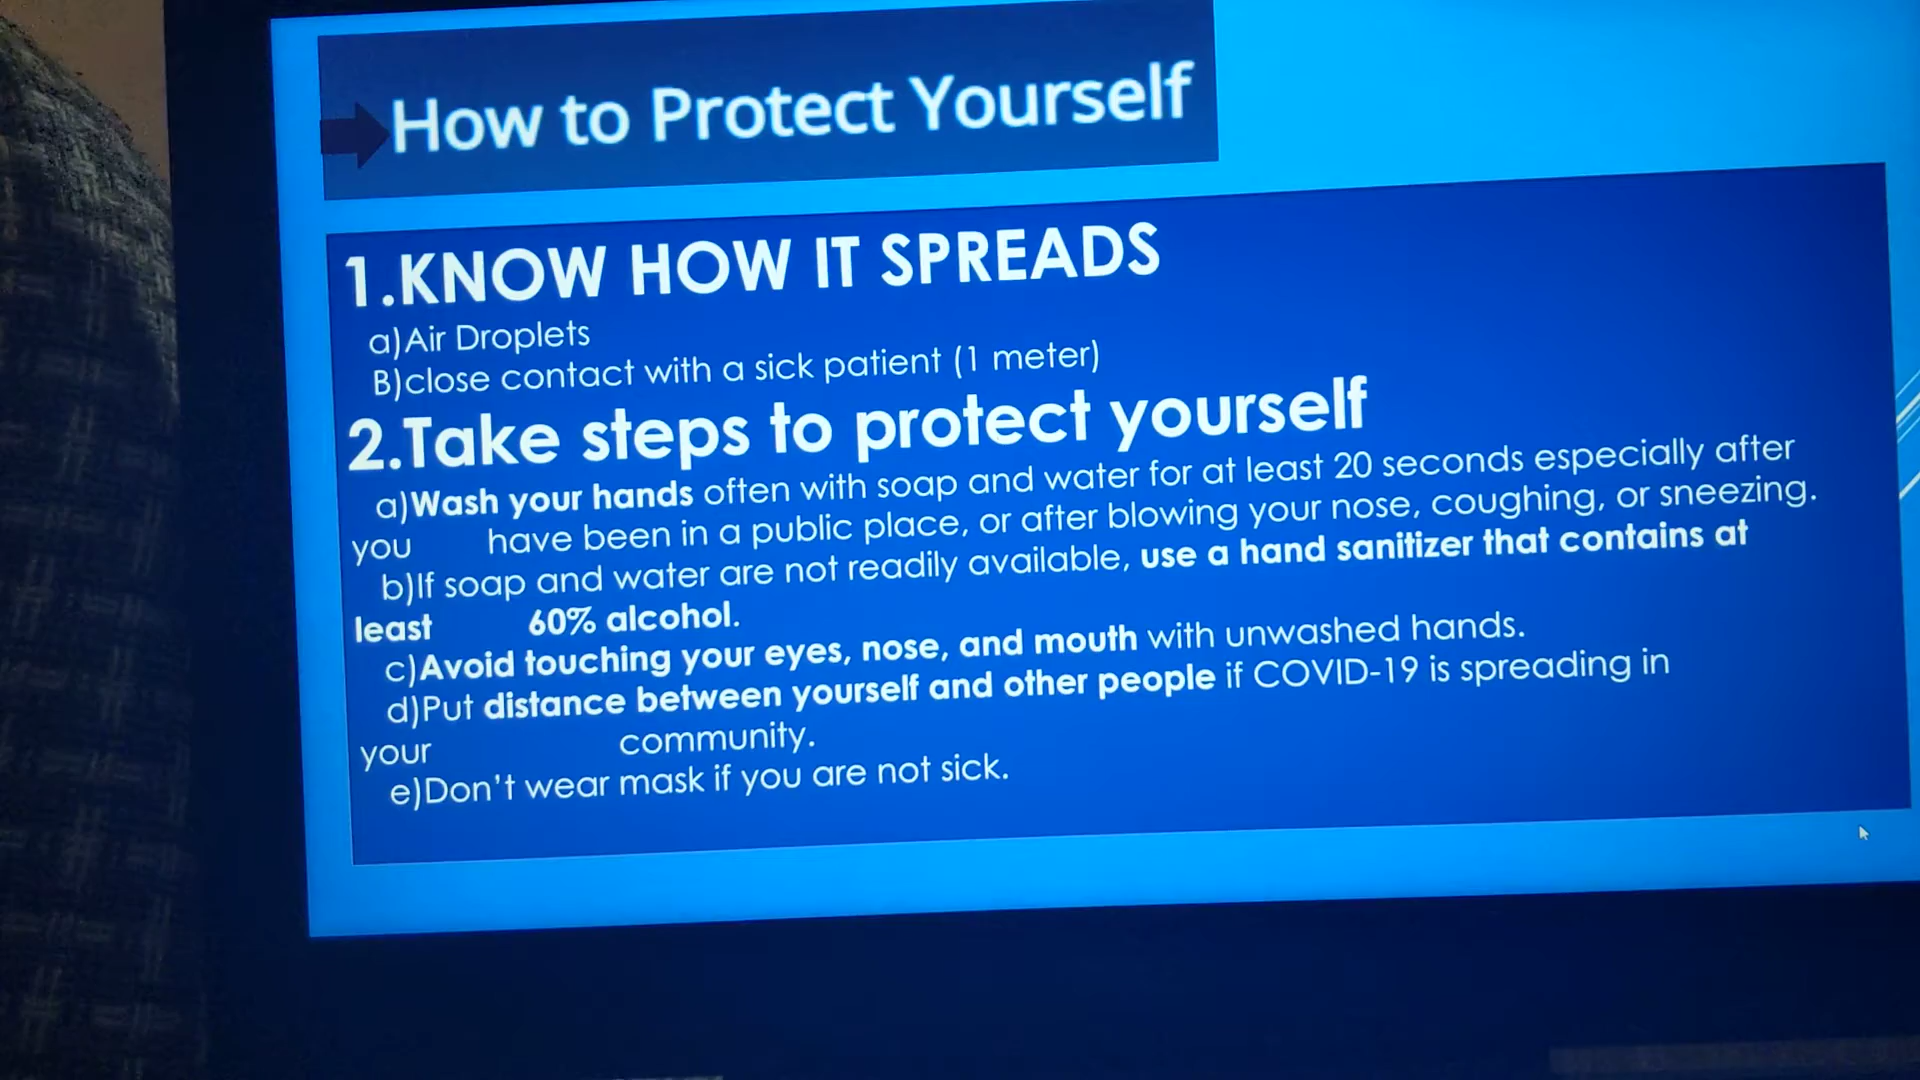 How to Protect Yourself
1.KNOW HOW IT SPREADS
a)Air Droplets
B)close contact with a sick patient (1 meter)
2.Take steps to protect yourself
a)Wash your hands often with soap and water for at least 20 seconds especially after
you have been in a public place, or after blowing your nose, coughing, or sneezing.
b)If soap and water are not readily available, use a hand sanitizer that contains at
least 60% alcohol.
c)Avoid touching your eyes, nose, and mouth with unwashed hands.
d)Put distance between yourself and other people if COVID-19 is spreading in
your community.
e)Don't wear mask if you are not sick.